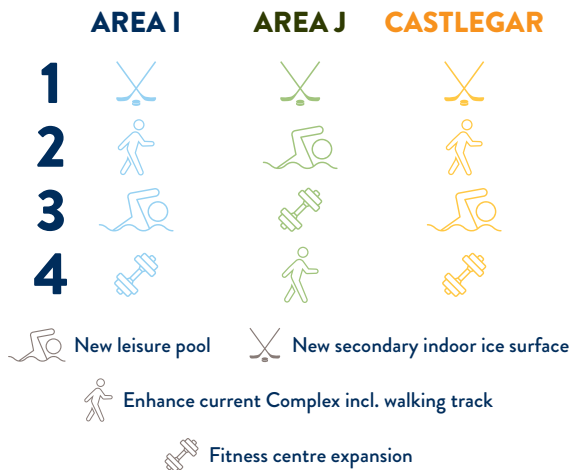 AREA I AREA J CASTLEGAR
1
2
3
4
New leisure pool New secondary indoor ice surface
Enhance current Complex incl. walking track
Fitness centre expansion